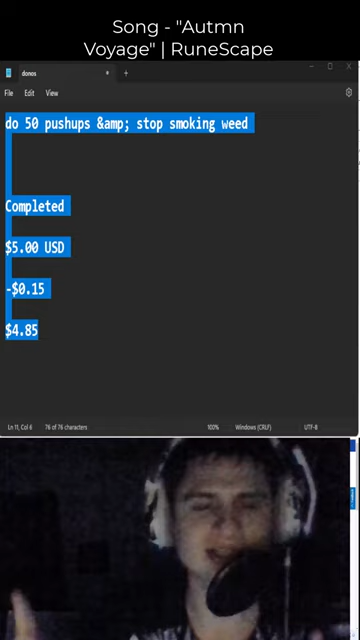 Song - "Autmn
Voyage" | RuneScape
donos
File Edit View
do 50 pushups &amp; stop smoking weed
Completed
$5.00 USD
-$0.15
$4.85
Ln 11, Col 6 76 of 76 characters 100% Windows (CRLF) UTF-8